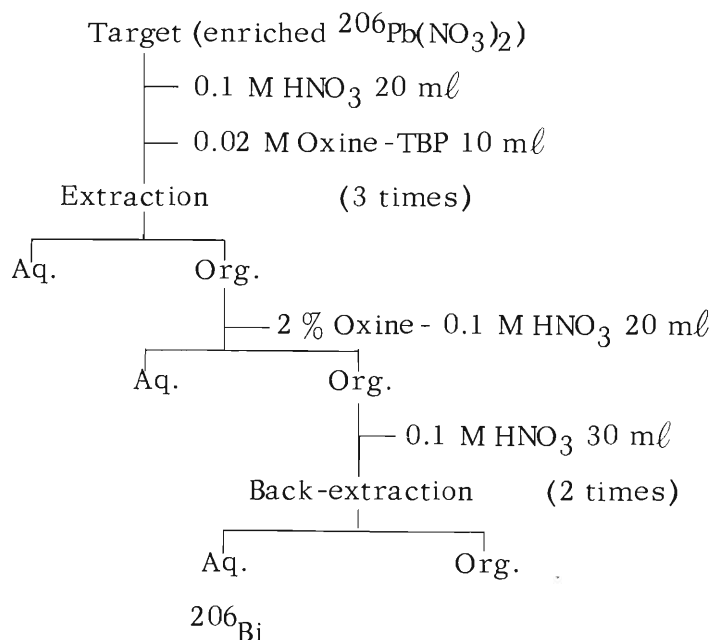 Target (enriched ²⁰⁶Pb(NO₃)₂)
0.1 M HNO₃ 20 mℓ
0.02 M Oxine-TBP 10 mℓ
Extraction (3 times)
Aq. Org.
2 % Oxine - 0.1 M HNO₃ 20 mℓ
Aq. Org.
0.1 M HNO₃ 30 mℓ
Back-extraction (2 times)
Aq. Org.
²⁰⁶Bi